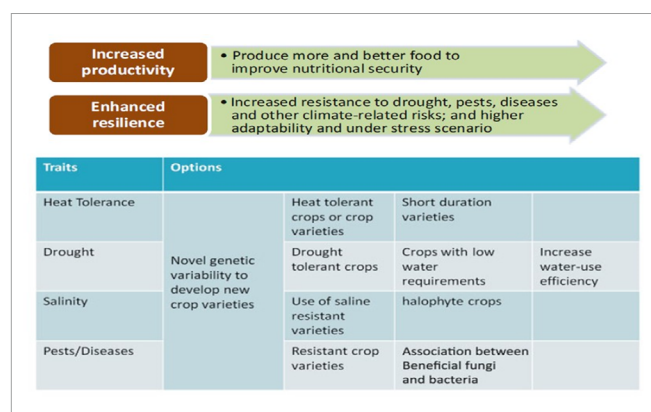 Increased
productivity
• Produce more and better food to
improve nutritional security
Enhanced
resilience
• Increased resistance to drought, pests, diseases
and other climate-related risks; and higher
adaptability and under stress scenario
Traits
Options
Heat Tolerance
Novel genetic
variability to
develop new
crop varieties
Heat tolerant
crops or crop
varieties
Short duration
varieties
Drought
Drought
tolerant crops
Crops with low
water
requirements
Increase
water-use
efficiency
Salinity
Use of saline
resistant
varieties
halophyte crops
Pests/Diseases
Resistant crop
varieties
Association between
Beneficial fungi
and bacteria